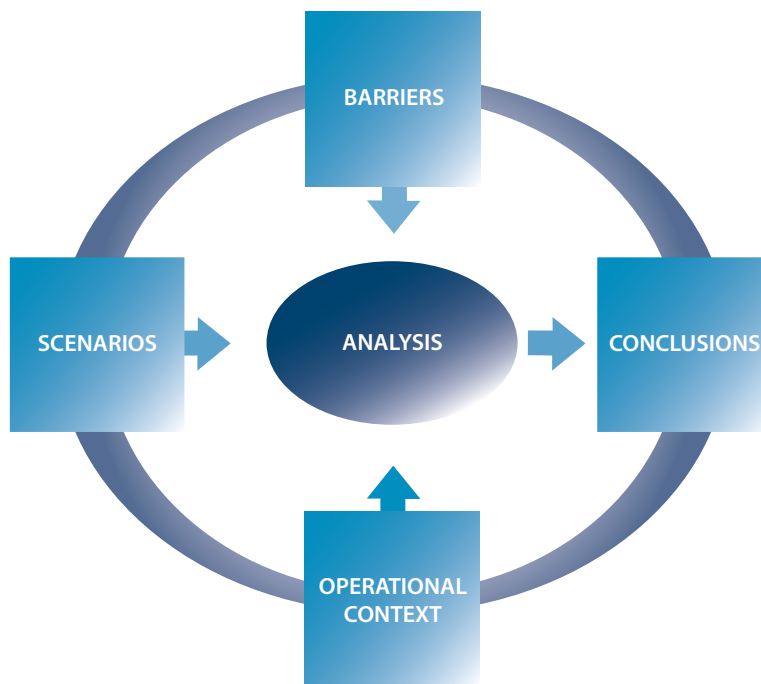 BARRIERS
SCENARIOS
ANALYSIS
CONCLUSIONS
OPERATIONAL
CONTEXT